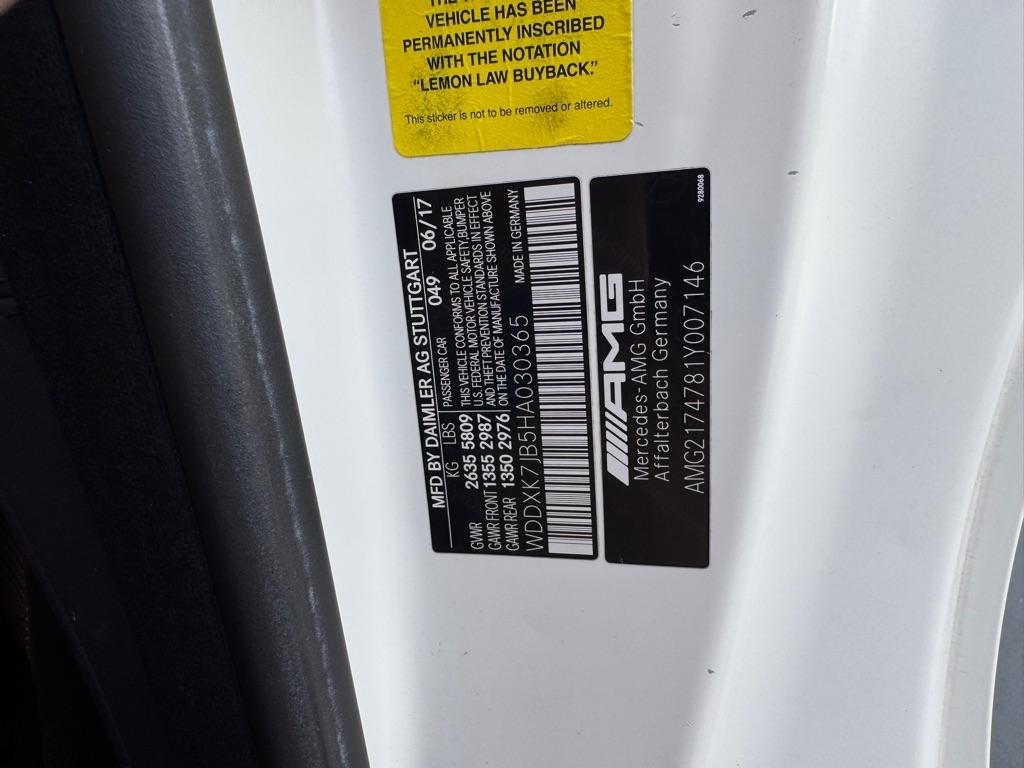 VEHICLE HAS BEEN
PERMANENTLY INSCRIBED
WITH THE NOTATION
“LEMON LAW BUYBACK.”
This sticker is not to be removed or altered.
MFD BY DAIMLER AG STUTTGART
KG LBS PASSENGER CAR 049 06/17
GVWR 2635 5809
GAWR FRONT 1355 2987
GAWR REAR 1350 2976
THIS VEHICLE CONFORMS TO ALL APPLICABLE
U.S. FEDERAL MOTOR VEHICLE SAFETY,BUMPER
AND THEFT PREVENTION STANDARDS IN EFFECT
ON THE DATE OF MANUFACTURE SHOWN ABOVE
WDDXK7JB5HA030365 MADE IN GERMANY
AMG
Mercedes-AMG GmbH
Affalterbach Germany
AMG2174781Y0007146
9280068